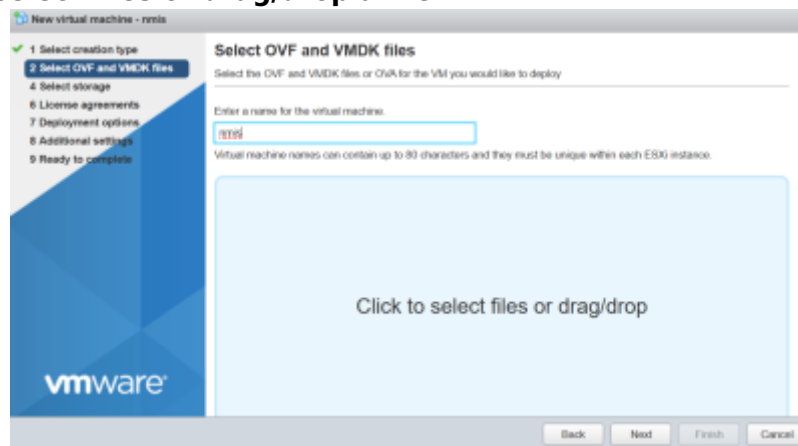 New virtual machine - nmis
1 Select creation type
2 Select OVF and VMDK files
4 Select storage
6 License agreements
7 Deployment options
8 Additional settings
9 Ready to complete
Select OVF and VMDK files
Select the OVF and VMDK files or OVA for the VM you would like to deploy
Enter a name for the virtual machine.
nmis
Virtual machine names can contain up to 80 characters and they must be unique within each ESXi instance.
Click to select files or drag/drop
vmware
Back Next Finish Cancel